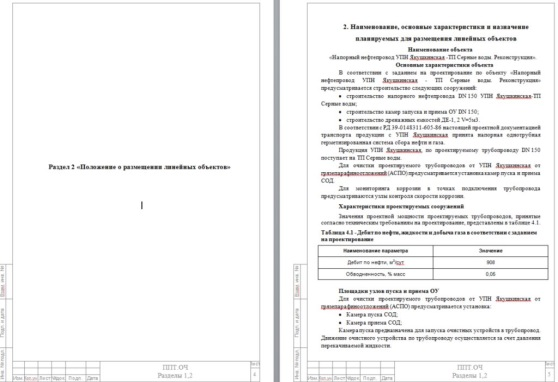 Раздел 2 «Положение о размещении линейных объектов»
Взам. инв. №
Подп. и дата
Инв. № подл.
Изм. Кол.уч. Лист №док. Подп. Дата
ППТ.ОЧ
Разделы 1,2
4
2. Наименование, основные характеристики и назначение
планируемых для размещения линейных объектов
Наименование объекта
«Напорный нефтепровод УПН Якушкинская -ТП Серные воды. Реконструкция».
Основные характеристики объекта
В соответствии с заданием на проектирование по объекту «Напорный
нефтепровод УПН Якушкинская - ТП Серные воды. Реконструкция»
предусматривается строительство следующих сооружений:
• строительство напорного нефтепровода DN 150 УПН Якушкинская-ТП
Серные воды;
• строительство камер запуска и приема ОУ DN 150;
• строительство дренажных емкостей ДЕ-1, 2 V=5м3.
В соответствии с РД 39-0148311-605-86 настоящей проектной документацией
транспорта продукции с УПН Якушкинская принята напорная однотрубная
герметизированная система сбора нефти и газа.
Продукция УПН Якушкинская, по проектируемому трубопроводу DN 150
поступает на ТП Серные воды.
Для очистки проектируемого трубопроводов от УПН Якушкинская от
грязепарафиноотложений (АСПО) предусматривается установка камер пуска и приема
СОД.
Для мониторинга коррозии в точках подключения трубопровода
предусматриваются узлы контроля скорости коррозии.
Характеристики проектируемых сооружений
Значения проектной мощности проектируемых трубопроводов, принятые
согласно техническим требованиям на проектирование, представлены в таблице 4.1.
Таблица 4.1 - Дебит по нефти, жидкости и добыча газа в соответствии с заданием
на проектирование
Наименование параметра Значение
Дебит по нефти, м³/сут 909
Обводненность, % масс 0,05
Площадки узлов пуска и приема ОУ
Для очистки проектируемого трубопроводов от УПН Якушкинская от
грязепарафиноотложений (АСПО) предусматривается установка:
• Камера пуска СОД;
• Камера приема СОД;
Камера пуска предназначена для запуска очистных устройств в трубопровод.
Движение очистного устройства по трубопроводу осуществляется за счет давления
перекачиваемой жидкости.
Взам. инв. №
Подп. и дата
Инв. № подл.
Изм. Кол.уч. Лист №док. Подп. Дата
ППТ.ОЧ
Разделы 1,2
5